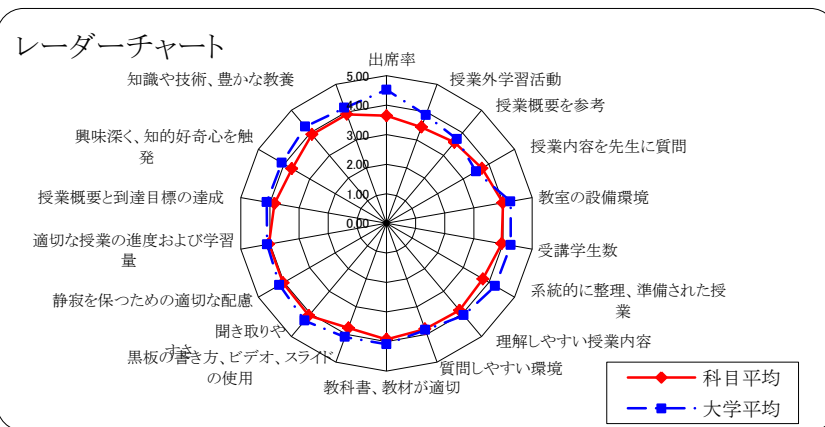 レーダーチャート
出席率
授業外学習活動
授業概要を参考
授業内容を先生に質問
教室の設備環境
受講学生数
系統的に整理、準備された授
業
理解しやすい授業内容
質問しやすい環境
教科書、教材が適切
黒板の書き方、ビデオ、スライド
の使用
聞き取りや
すさ
静寂を保つための適切な配慮
適切な授業の進度および学習
量
授業概要と到達目標の達成
興味深く、知的好奇心を触
発
知識や技術、豊かな教養
5.00
4.00
3.00
2.00
1.00
0.00
科目平均
大学平均